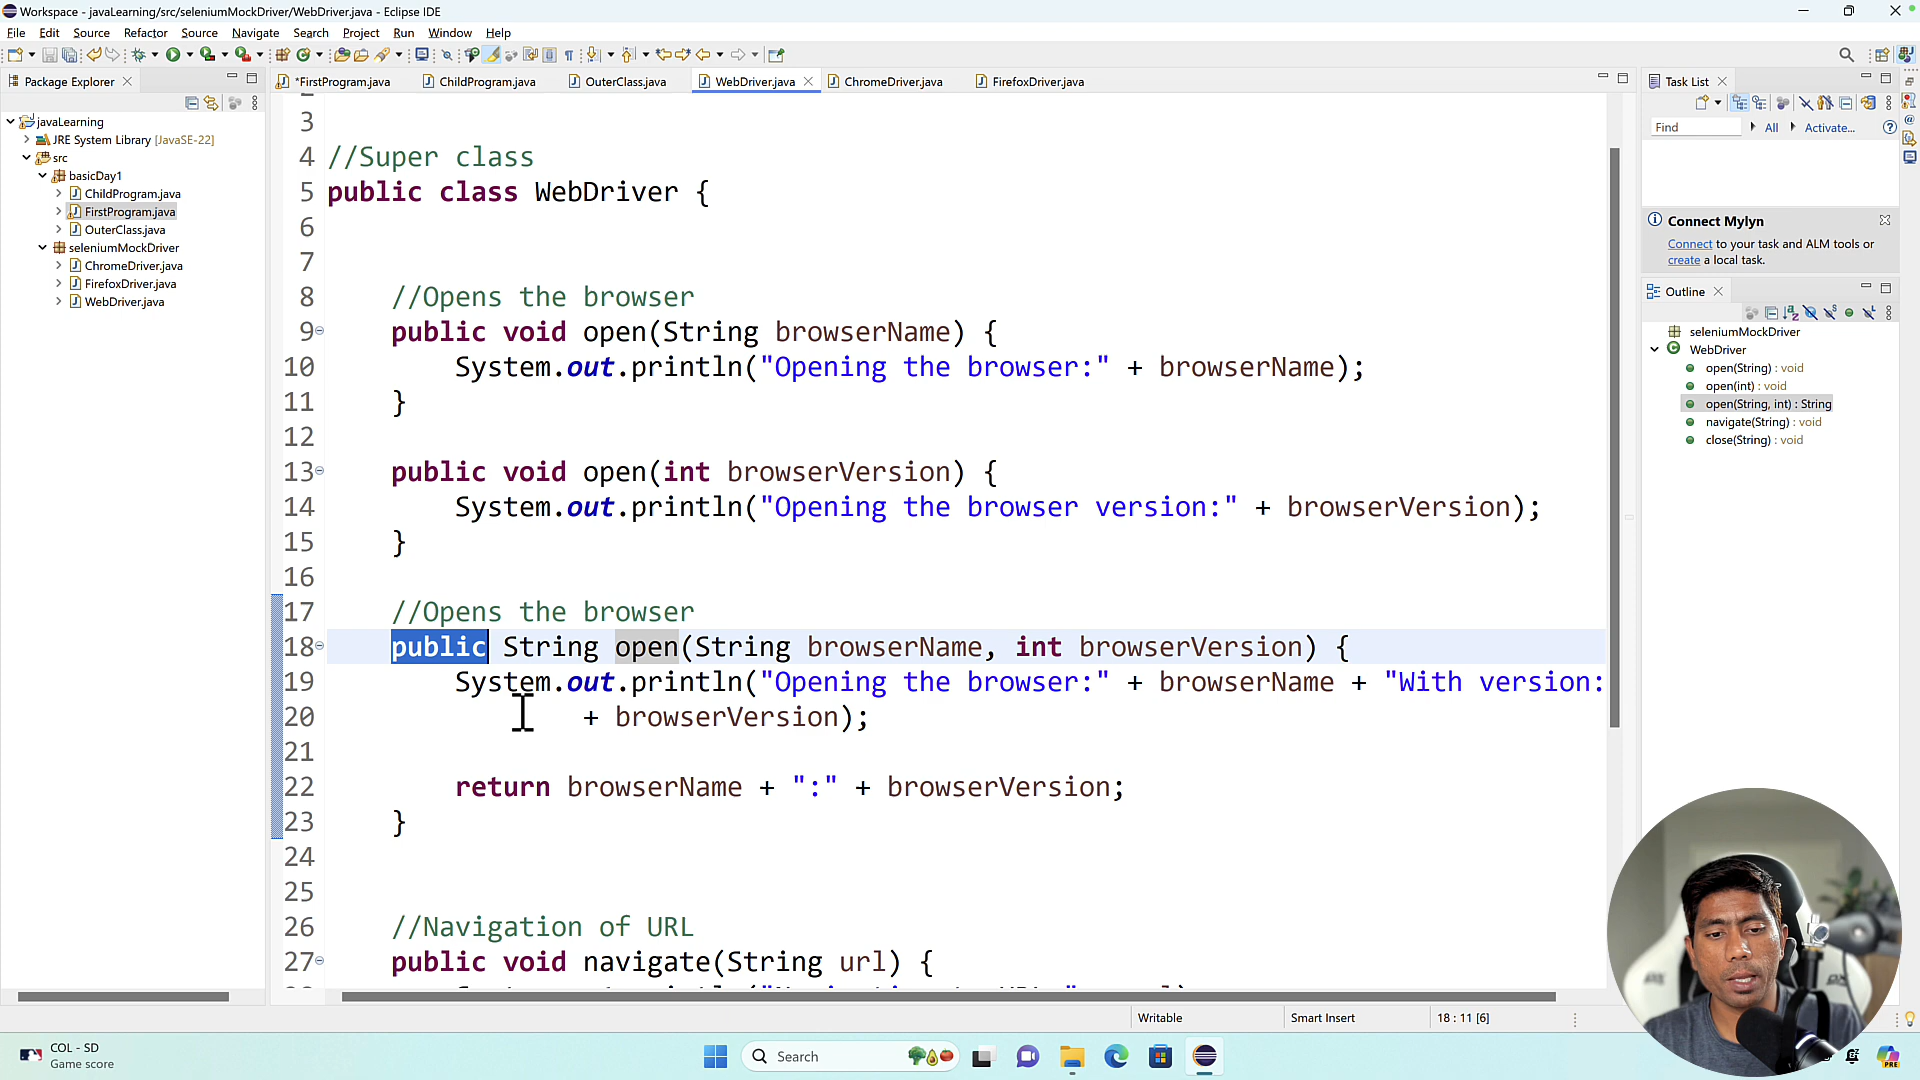 Workspace - javaLearning/src/seleniumMockDriver/WebDriver.java - Eclipse IDE
File Edit Source Refactor Source Navigate Search Project Run Window Help
Package Explorer
*FirstProgram.java
ChildProgram.java
OuterClass.java
WebDriver.java
ChromeDriver.java
FirefoxDriver.java
Task List
javaLearning
JRE System Library [JavaSE-22]
src
basicDay1
ChildProgram.java
FirstProgram.java
OuterClass.java
seleniumMockDriver
ChromeDriver.java
FirefoxDriver.java
WebDriver.java
3
4 //Super class
5 public class WebDriver {
6
7
8 //Opens the browser
9 public void open(String browserName) {
10 System.out.println("Opening the browser:" + browserName);
11 }
12
13 public void open(int browserVersion) {
14 System.out.println("Opening the browser version:" + browserVersion);
15 }
16
17 //Opens the browser
18 public String open(String browserName, int browserVersion) {
19 System.out.println("Opening the browser:" + browserName + "With version:
20 + browserVersion);
21
22 return browserName + ":" + browserVersion;
23 }
24
25
26 //Navigation of URL
27 public void navigate(String url) {
Find
All
Activate...
Connect Mylyn
Connect to your task and ALM tools or
create a local task.
Outline
seleniumMockDriver
WebDriver
open(String) : void
open(int) : void
open(String, int) : String
navigate(String) : void
close(String) : void
Writable
Smart Insert
18 : 11 [6]
COL - SD
Game score
Search
PRE